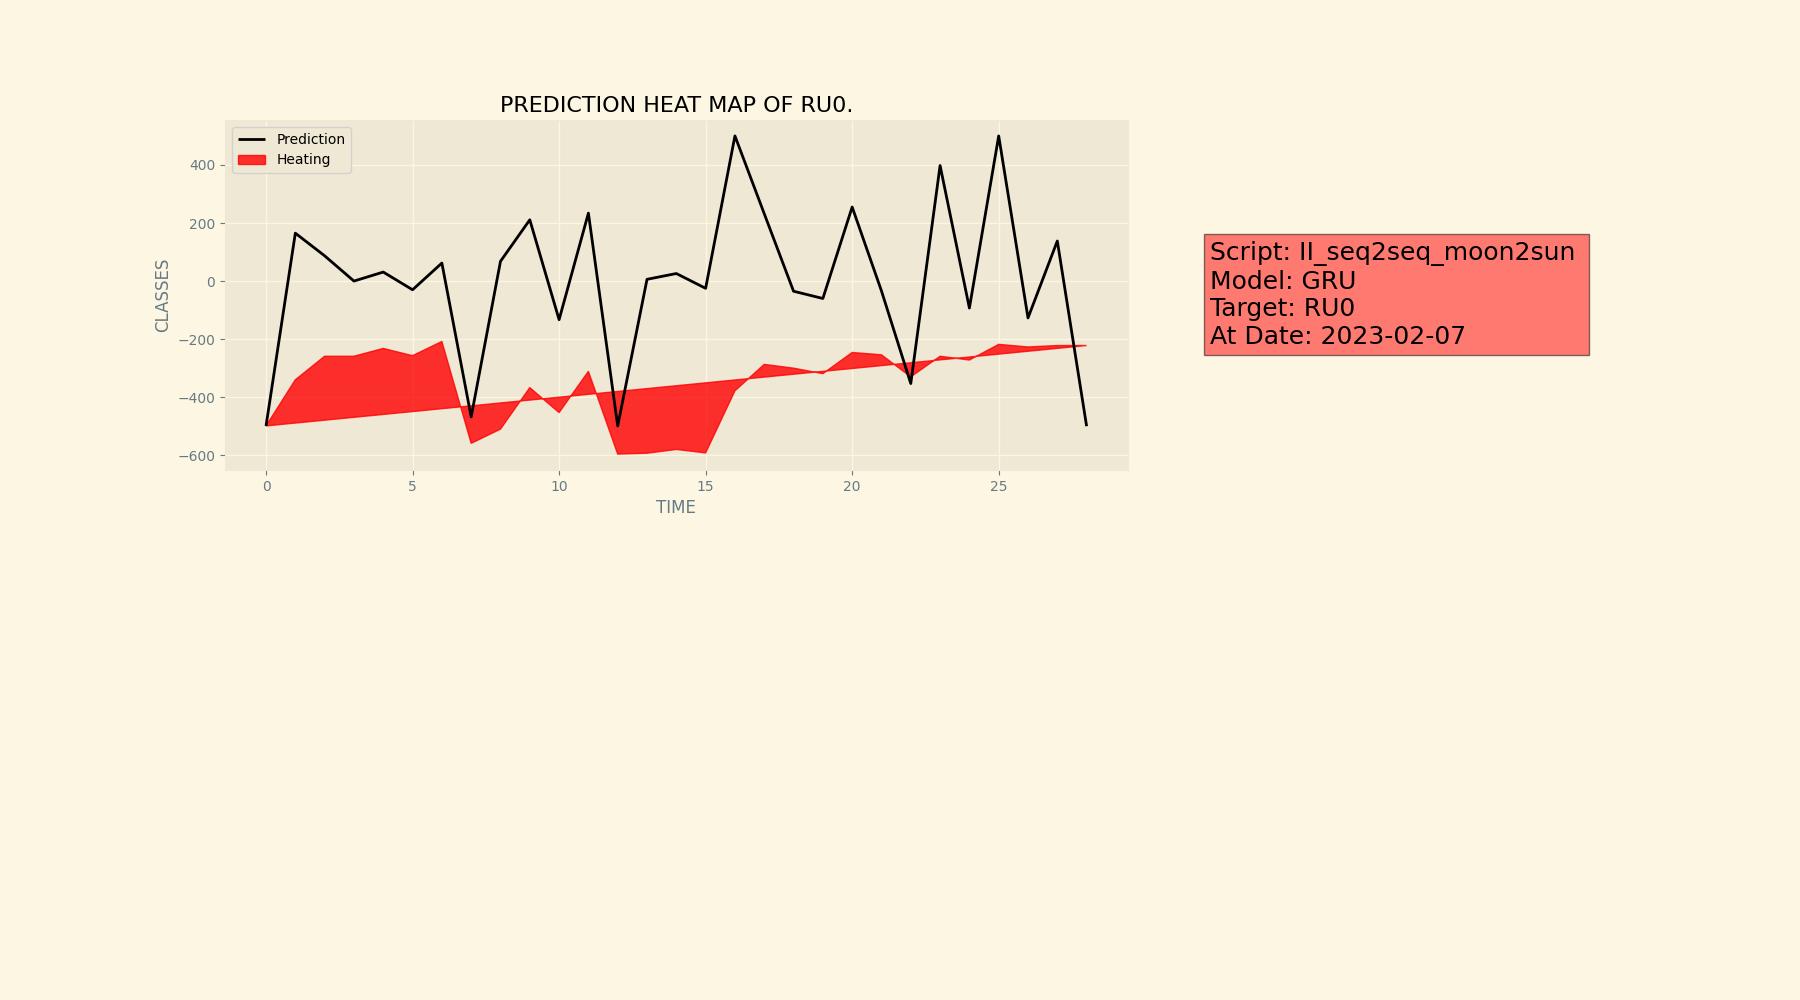 PREDICTION HEAT MAP OF RU0.
Prediction
Heating
400
200
0
−200
−400
−600
CLASSES
0 5 10 15 20 25
TIME
Script: II_seq2seq_moon2sun
Model: GRU
Target: RU0
At Date: 2023-02-07